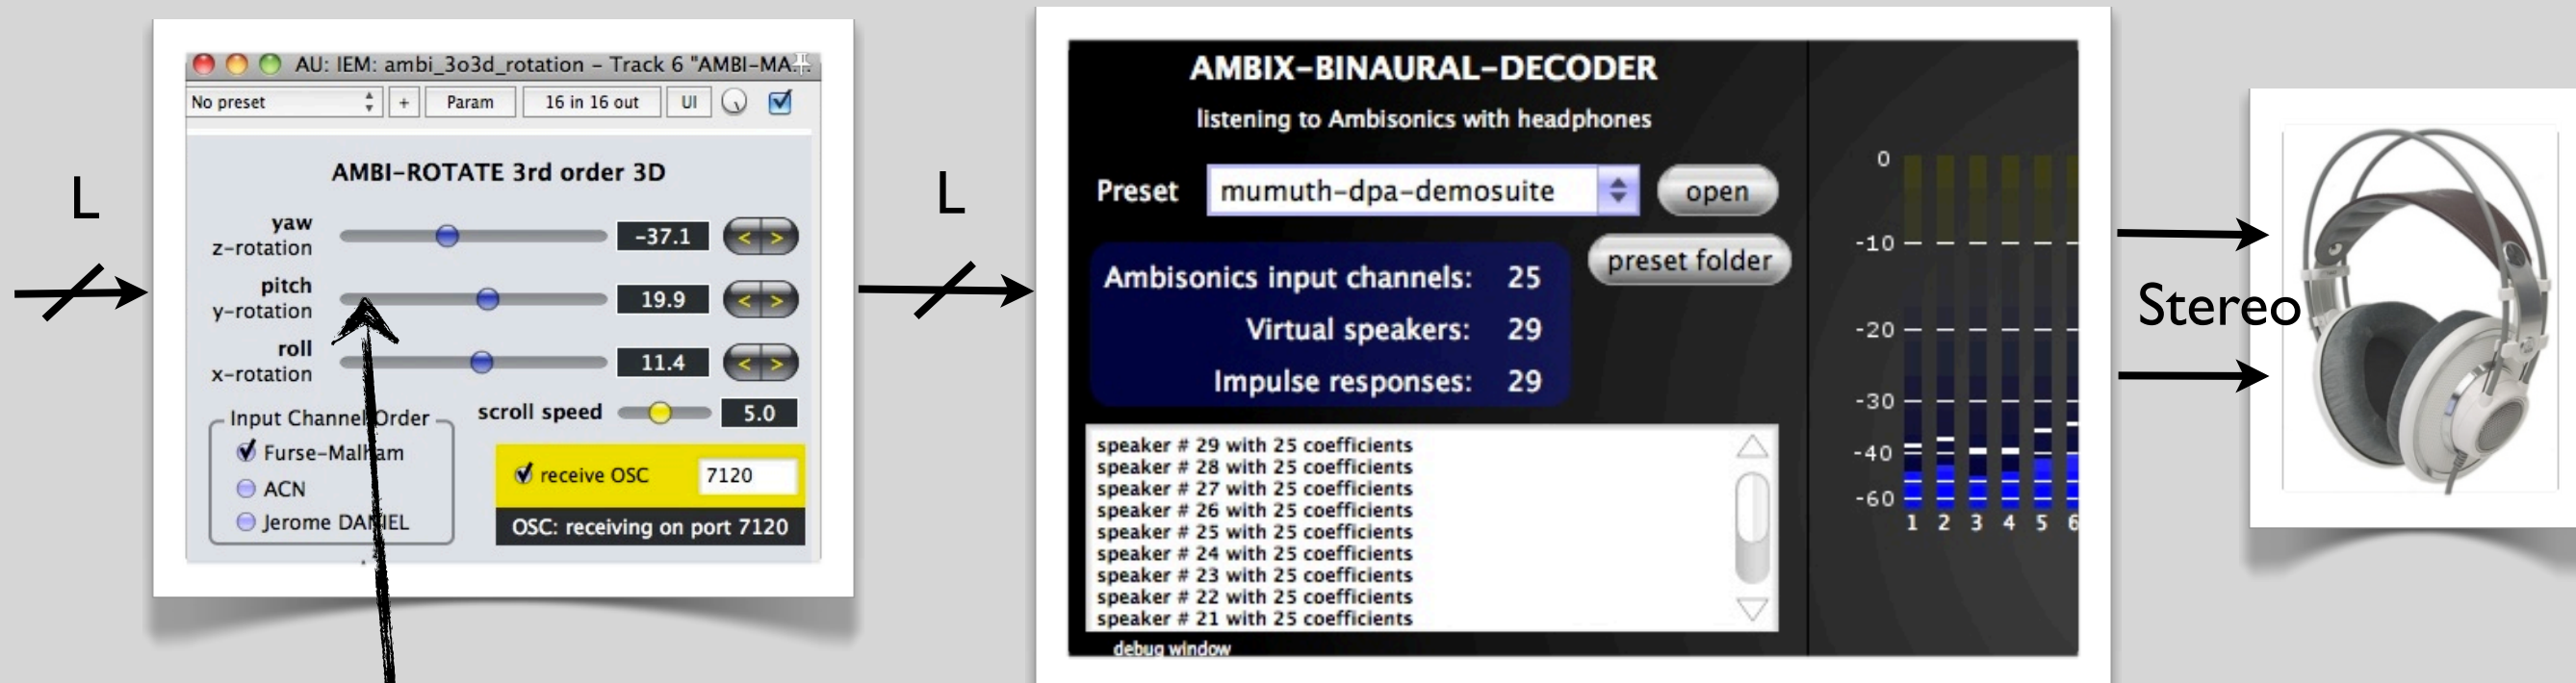 L
AU: IEM: ambi_3o3d_rotation - Track 6 "AMBI-MA...
No preset + Param 16 in 16 out UI
AMBI-ROTATE 3rd order 3D
yaw
z-rotation -37.1 < >
pitch
y-rotation 19.9 < >
roll
x-rotation 11.4 < >
scroll speed 5.0
Input Channel Order
Furse-Malham
ACN
Jerome DANIEL
receive OSC 7120
OSC: receiving on port 7120
L
AMBIX-BINAURAL-DECODER
listening to Ambisonics with headphones
Preset mumuth-dpa-demosuite open
preset folder
Ambisonics input channels: 25
Virtual speakers: 29
Impulse responses: 29
speaker # 29 with 25 coefficients
speaker # 28 with 25 coefficients
speaker # 27 with 25 coefficients
speaker # 26 with 25 coefficients
speaker # 25 with 25 coefficients
speaker # 24 with 25 coefficients
speaker # 23 with 25 coefficients
speaker # 22 with 25 coefficients
speaker # 21 with 25 coefficients
debug window
0
-10
-20
-30
-40
-60
1 2 3 4 5 6
Stereo